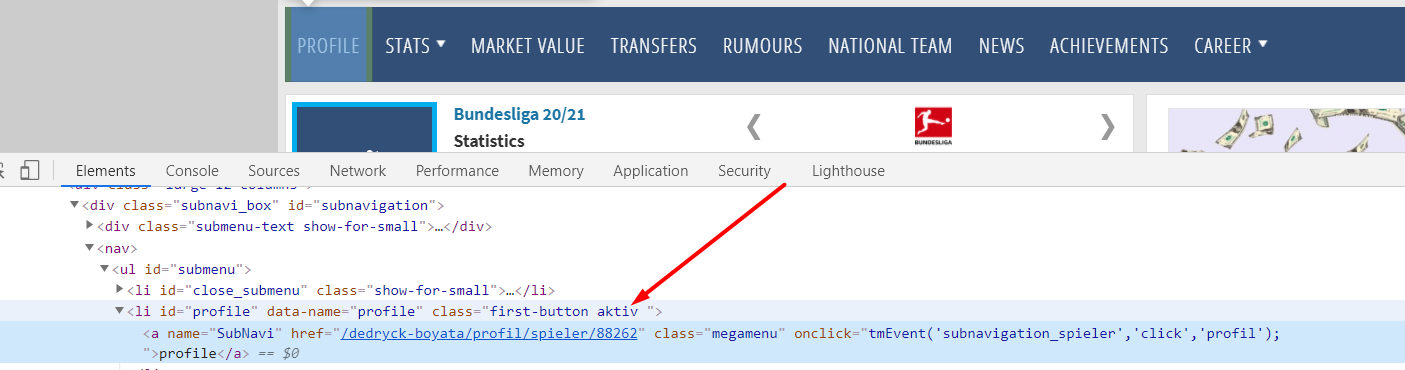 PROFILE STATS MARKET VALUE TRANSFERS RUMOURS NATIONAL TEAM NEWS ACHIEVEMENTS CAREER
Bundesliga 20/21
Statistics
BUNDESLIGA
Elements Console Sources Network Performance Memory Application Security Lighthouse
<div class="subnavi_box" id="subnavigation">
<div class="submenu-text show-for-small">…</div>
<nav>
<ul id="submenu">
<li id="close_submenu" class="show-for-small">…</li>
<li id="profile" data-name="profile" class="first-button aktiv ">
<a name="SubNavi" href="/dedryck-boyata/profil/spieler/88262" class="megamenu" onclick="tmEvent('subnavigation_spieler','click','profil');
">profile</a> == $0